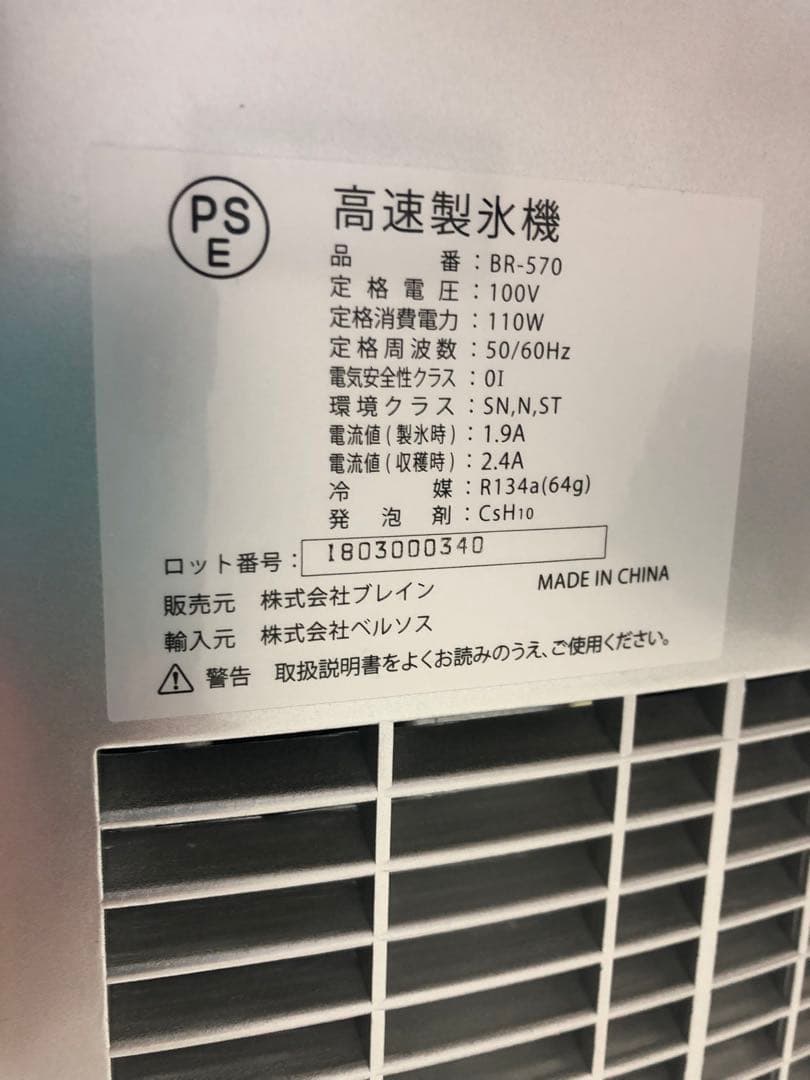 PS
E
高速製氷機
品番：BR-570
定格電圧：100V
定格消費電力：110W
定格周波数：50/60Hz
電気安全性クラス：0I
環境クラス：SN,N,ST
電流値(製氷時)：1.9A
電流値(収穫時)：2.4A
冷媒：R134a(64g)
発泡剤：CsH10
ロット番号：1803000340
MADE IN CHINA
販売元 株式会社ブレイン
輸入元 株式会社ベルソス
警告 取扱説明書をよくお読みのうえ、ご使用ください。